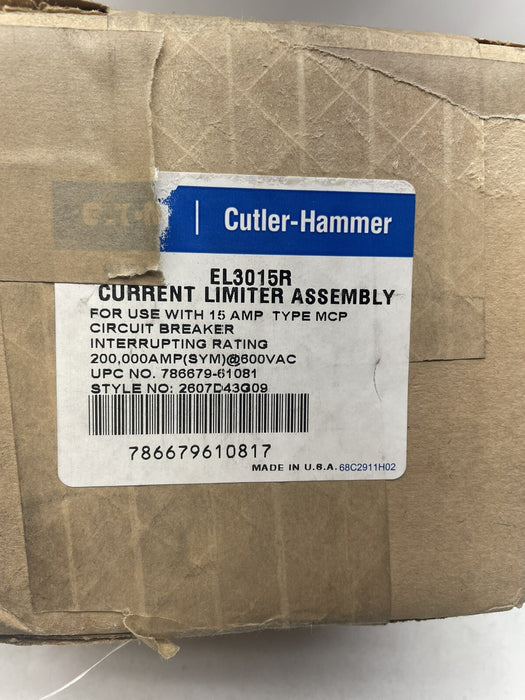 Cutler-Hammer
EL3015R
CURRENT LIMITER ASSEMBLY
FOR USE WITH 15 AMP TYPE MCP
CIRCUIT BREAKER
INTERRUPTING RATING
200,000AMP(SYM)@600VAC
UPC NO. 786679-61081
STYLE NO: 2607D43G09
786679610817
MADE IN U.S.A. 68C2911H02